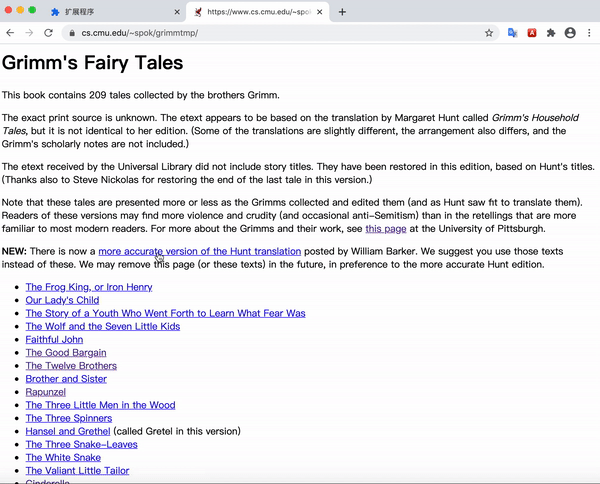 扩展程序
https://www.cs.cmu.edu/~spok
cs.cmu.edu/~spok/grimmtmp/
Grimm's Fairy Tales
This book contains 209 tales collected by the brothers Grimm.
The exact print source is unknown. The etext appears to be based on the translation by Margaret Hunt called Grimm's Household
Tales, but it is not identical to her edition. (Some of the translations are slightly different, the arrangement also differs, and the
Grimm's scholarly notes are not included.)
The etext received by the Universal Library did not include story titles. They have been restored in this edition, based on Hunt's titles.
(Thanks also to Steve Nickolas for restoring the end of the last tale in this version.)
Note that these tales are presented more or less as the Grimms collected and edited them (and as Hunt saw fit to translate them).
Readers of these versions may find more violence and crudity (and occasional anti-Semitism) than in the retellings that are more
familiar to most modern readers. For more about the Grimms and their work, see this page at the University of Pittsburgh.
NEW: There is now a more accurate version of the Hunt translation posted by William Barker. We suggest you use those texts
instead of these. We may remove this page (or these texts) in the future, in preference to the more accurate Hunt edition.
• The Frog King, or Iron Henry
• Our Lady's Child
• The Story of a Youth Who Went Forth to Learn What Fear Was
• The Wolf and the Seven Little Kids
• Faithful John
• The Good Bargain
• The Twelve Brothers
• Brother and Sister
• Rapunzel
• The Three Little Men in the Wood
• The Three Spinners
• Hansel and Grethel (called Gretel in this version)
• The Three Snake-Leaves
• The White Snake
• The Valiant Little Tailor
• Cinderella